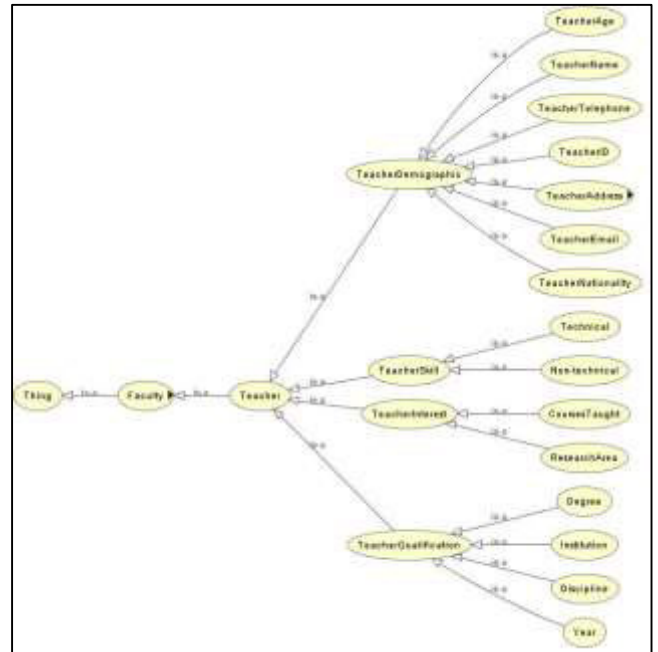 TeacherAge
TeacherName
TeacherTelephone
TeacherID
TeacherDemographic
TeacherAddress
TeacherEmail
TeacherNationality
Technical
TeacherSkill
Non-technical
Thing
Faculty
Teacher
TeacherInterest
CoursesTaught
ResearchArea
Degree
TeacherQualification
Institution
Discipline
Year